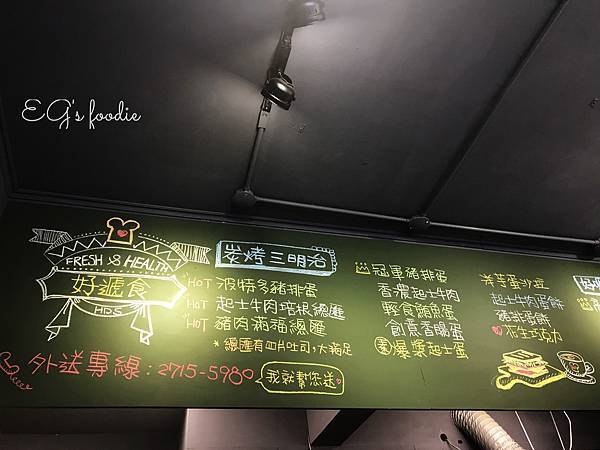 EG's foodie
FRESH & HEALTH
好遞食
HDS
外送專線：2715-5980
我就幫您送
炭烤三明治
HOT 波特多豬排蛋
HOT 起士牛肉培根總匯
HOT 豬肉滿福總匯
*總匯有四片吐司，大滿足
冠軍豬排蛋
香濃起士牛肉
輕食鮪魚蛋
創意香腸蛋
爆漿起士蛋
芋蛋沙拉
起士牛肉蛋餅
豬排蛋餅
花生巧克力